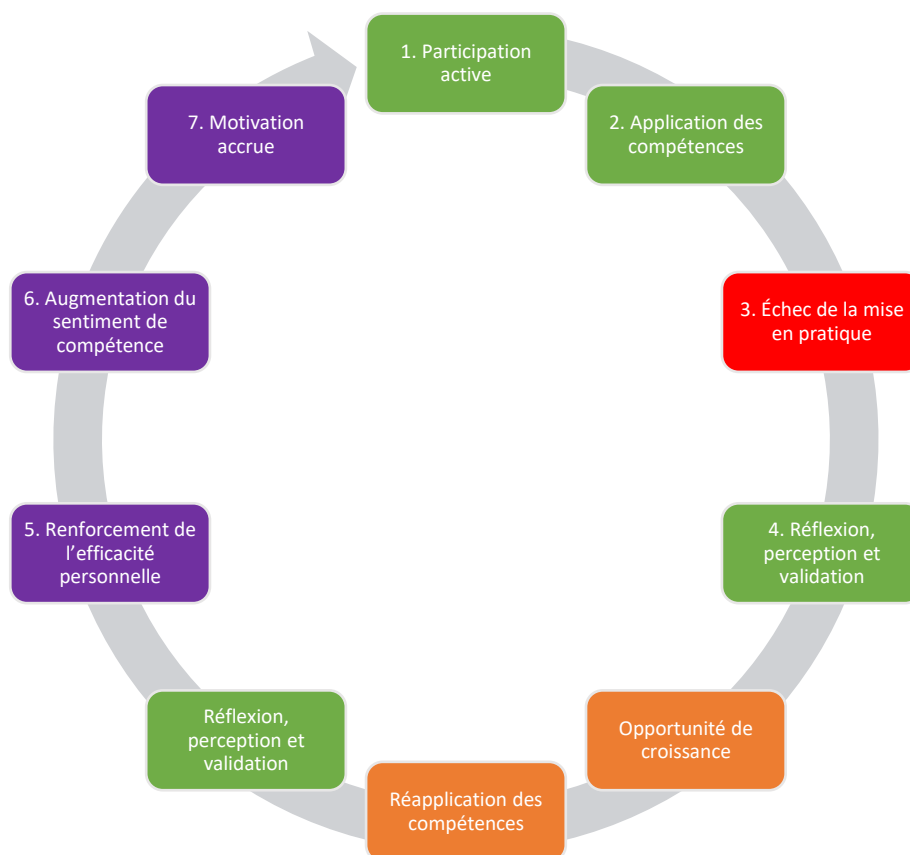 1. Participation
active
2. Application des
compétences
3. Échec de la mise
en pratique
4. Réflexion,
perception et
validation
Opportunité de
croissance
Réapplication des
compétences
Réflexion,
perception et
validation
5. Renforcement de
l’efficacité
personnelle
6. Augmentation du
sentiment de
compétence
7. Motivation
accrue